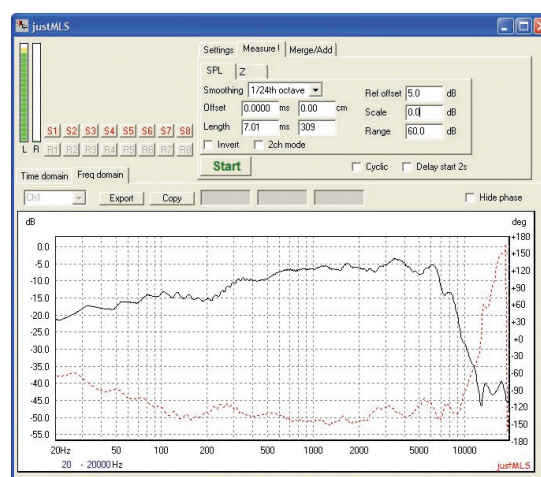 justMLS
Settings Measure ! Merge/Add
SPL Z
Smoothing 1/24th octave
Offset 0.0000 ms 0.00 cm
Length 7.01 ms 309
Invert 2ch mode
Ref offset 5.0 dB
Scale 0.0 dB
Range 60.0 dB
S1 S2 S3 S4 S5 S6 S7 S8
L R R1 R2 R3 R4 R5 R6 R7 R8
Start Cyclic Delay start 2s
Time domain Freq domain
Ch1 Export Copy Hide phase
dB deg
+180
0.0 +150
-5.0 +120
-10.0 +90
-15.0 +60
-20.0 +30
-25.0 +0
-30.0 -30
-35.0 -60
-40.0 -90
-45.0 -120
-50.0 -150
-55.0 -180
20Hz 50 100 200 500 1000 2000 5000 10000
20 - 20000 Hz justMLS